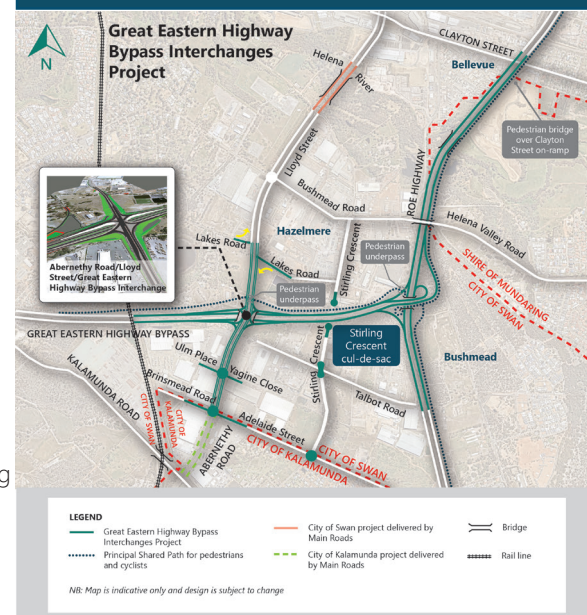 Great Eastern Highway
Bypass Interchanges
Project
N
Helena
River
CLAYTON STREET
Bellevue
Pedestrian bridge
over Clayton
Street on-ramp
Lloyd Street
ROE HIGHWAY
Bushmead Road
Helena Valley Road
Hazelmere
Lakes Road
Lakes Road
Stirling Crescent
Pedestrian
underpass
Pedestrian
underpass
SHIRE OF MUNDARING
CITY OF SWAN
Abernethy Road/Lloyd
Street/Great Eastern
Highway Bypass Interchange
GREAT EASTERN HIGHWAY BYPASS
Stirling
Crescent
cul-de-sac
Bushmead
KALAMUNDA ROAD
Ulm Place
Yagine Close
Stirling Crescent
Talbot Road
Brinsmead Road
CITY OF SWAN
CITY OF KALAMUNDA
Adelaide Street
CITY OF SWAN
CITY OF KALAMUNDA
ABERNETHY
ROAD
g
LEGEND
Great Eastern Highway Bypass
Interchanges Project
Principal Shared Path for pedestrians
and cyclists
City of Swan project delivered by
Main Roads
City of Kalamunda project delivered
by Main Roads
Bridge
Rail line
NB: Map is indicative only and design is subject to change